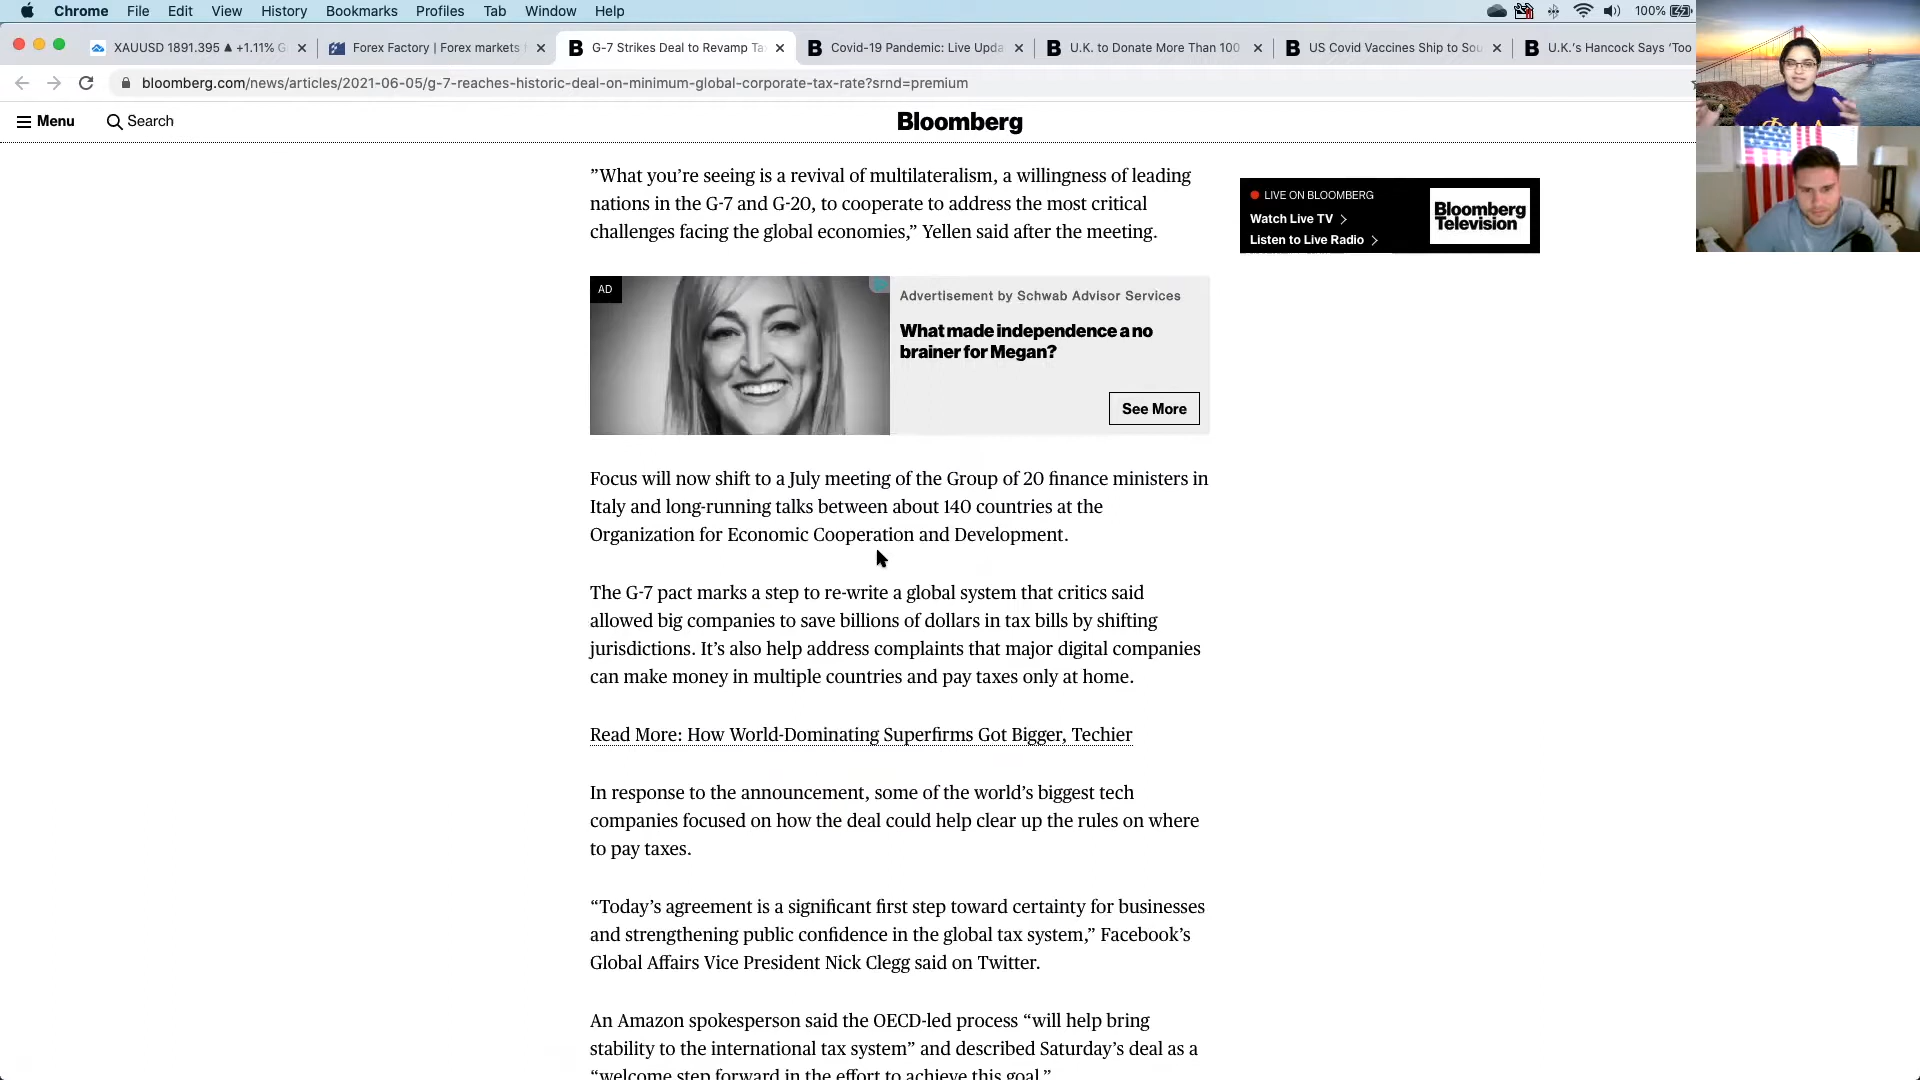 Chrome File Edit View History Bookmarks Profiles Tab Window Help 100%
XAUUSD 1891.395 ▲ +1.11% G
Forex Factory | Forex markets
G-7 Strikes Deal to Revamp Ta
Covid-19 Pandemic: Live Upda
U.K. to Donate More Than 100
US Covid Vaccines Ship to Sou
U.K.'s Hancock Says 'Too
bloomberg.com/news/articles/2021-06-05/g-7-reaches-historic-deal-on-minimum-global-corporate-tax-rate?srnd=premium
Menu Search Bloomberg
”What you’re seeing is a revival of multilateralism, a willingness of leading
nations in the G-7 and G-20, to cooperate to address the most critical
challenges facing the global economies,” Yellen said after the meeting.
LIVE ON BLOOMBERG
Watch Live TV
Listen to Live Radio
Bloomberg
Television
AD
Advertisement by Schwab Advisor Services
What made independence a no
brainer for Megan?
See More
Focus will now shift to a July meeting of the Group of 20 finance ministers in
Italy and long-running talks between about 140 countries at the
Organization for Economic Cooperation and Development.
The G-7 pact marks a step to re-write a global system that critics said
allowed big companies to save billions of dollars in tax bills by shifting
jurisdictions. It’s also help address complaints that major digital companies
can make money in multiple countries and pay taxes only at home.
Read More: How World-Dominating Superfirms Got Bigger, Techier
In response to the announcement, some of the world’s biggest tech
companies focused on how the deal could help clear up the rules on where
to pay taxes.
“Today’s agreement is a significant first step toward certainty for businesses
and strengthening public confidence in the global tax system,” Facebook’s
Global Affairs Vice President Nick Clegg said on Twitter.
An Amazon spokesperson said the OECD-led process “will help bring
stability to the international tax system” and described Saturday’s deal as a
“welcome step forward in the effort to achieve this goal.”